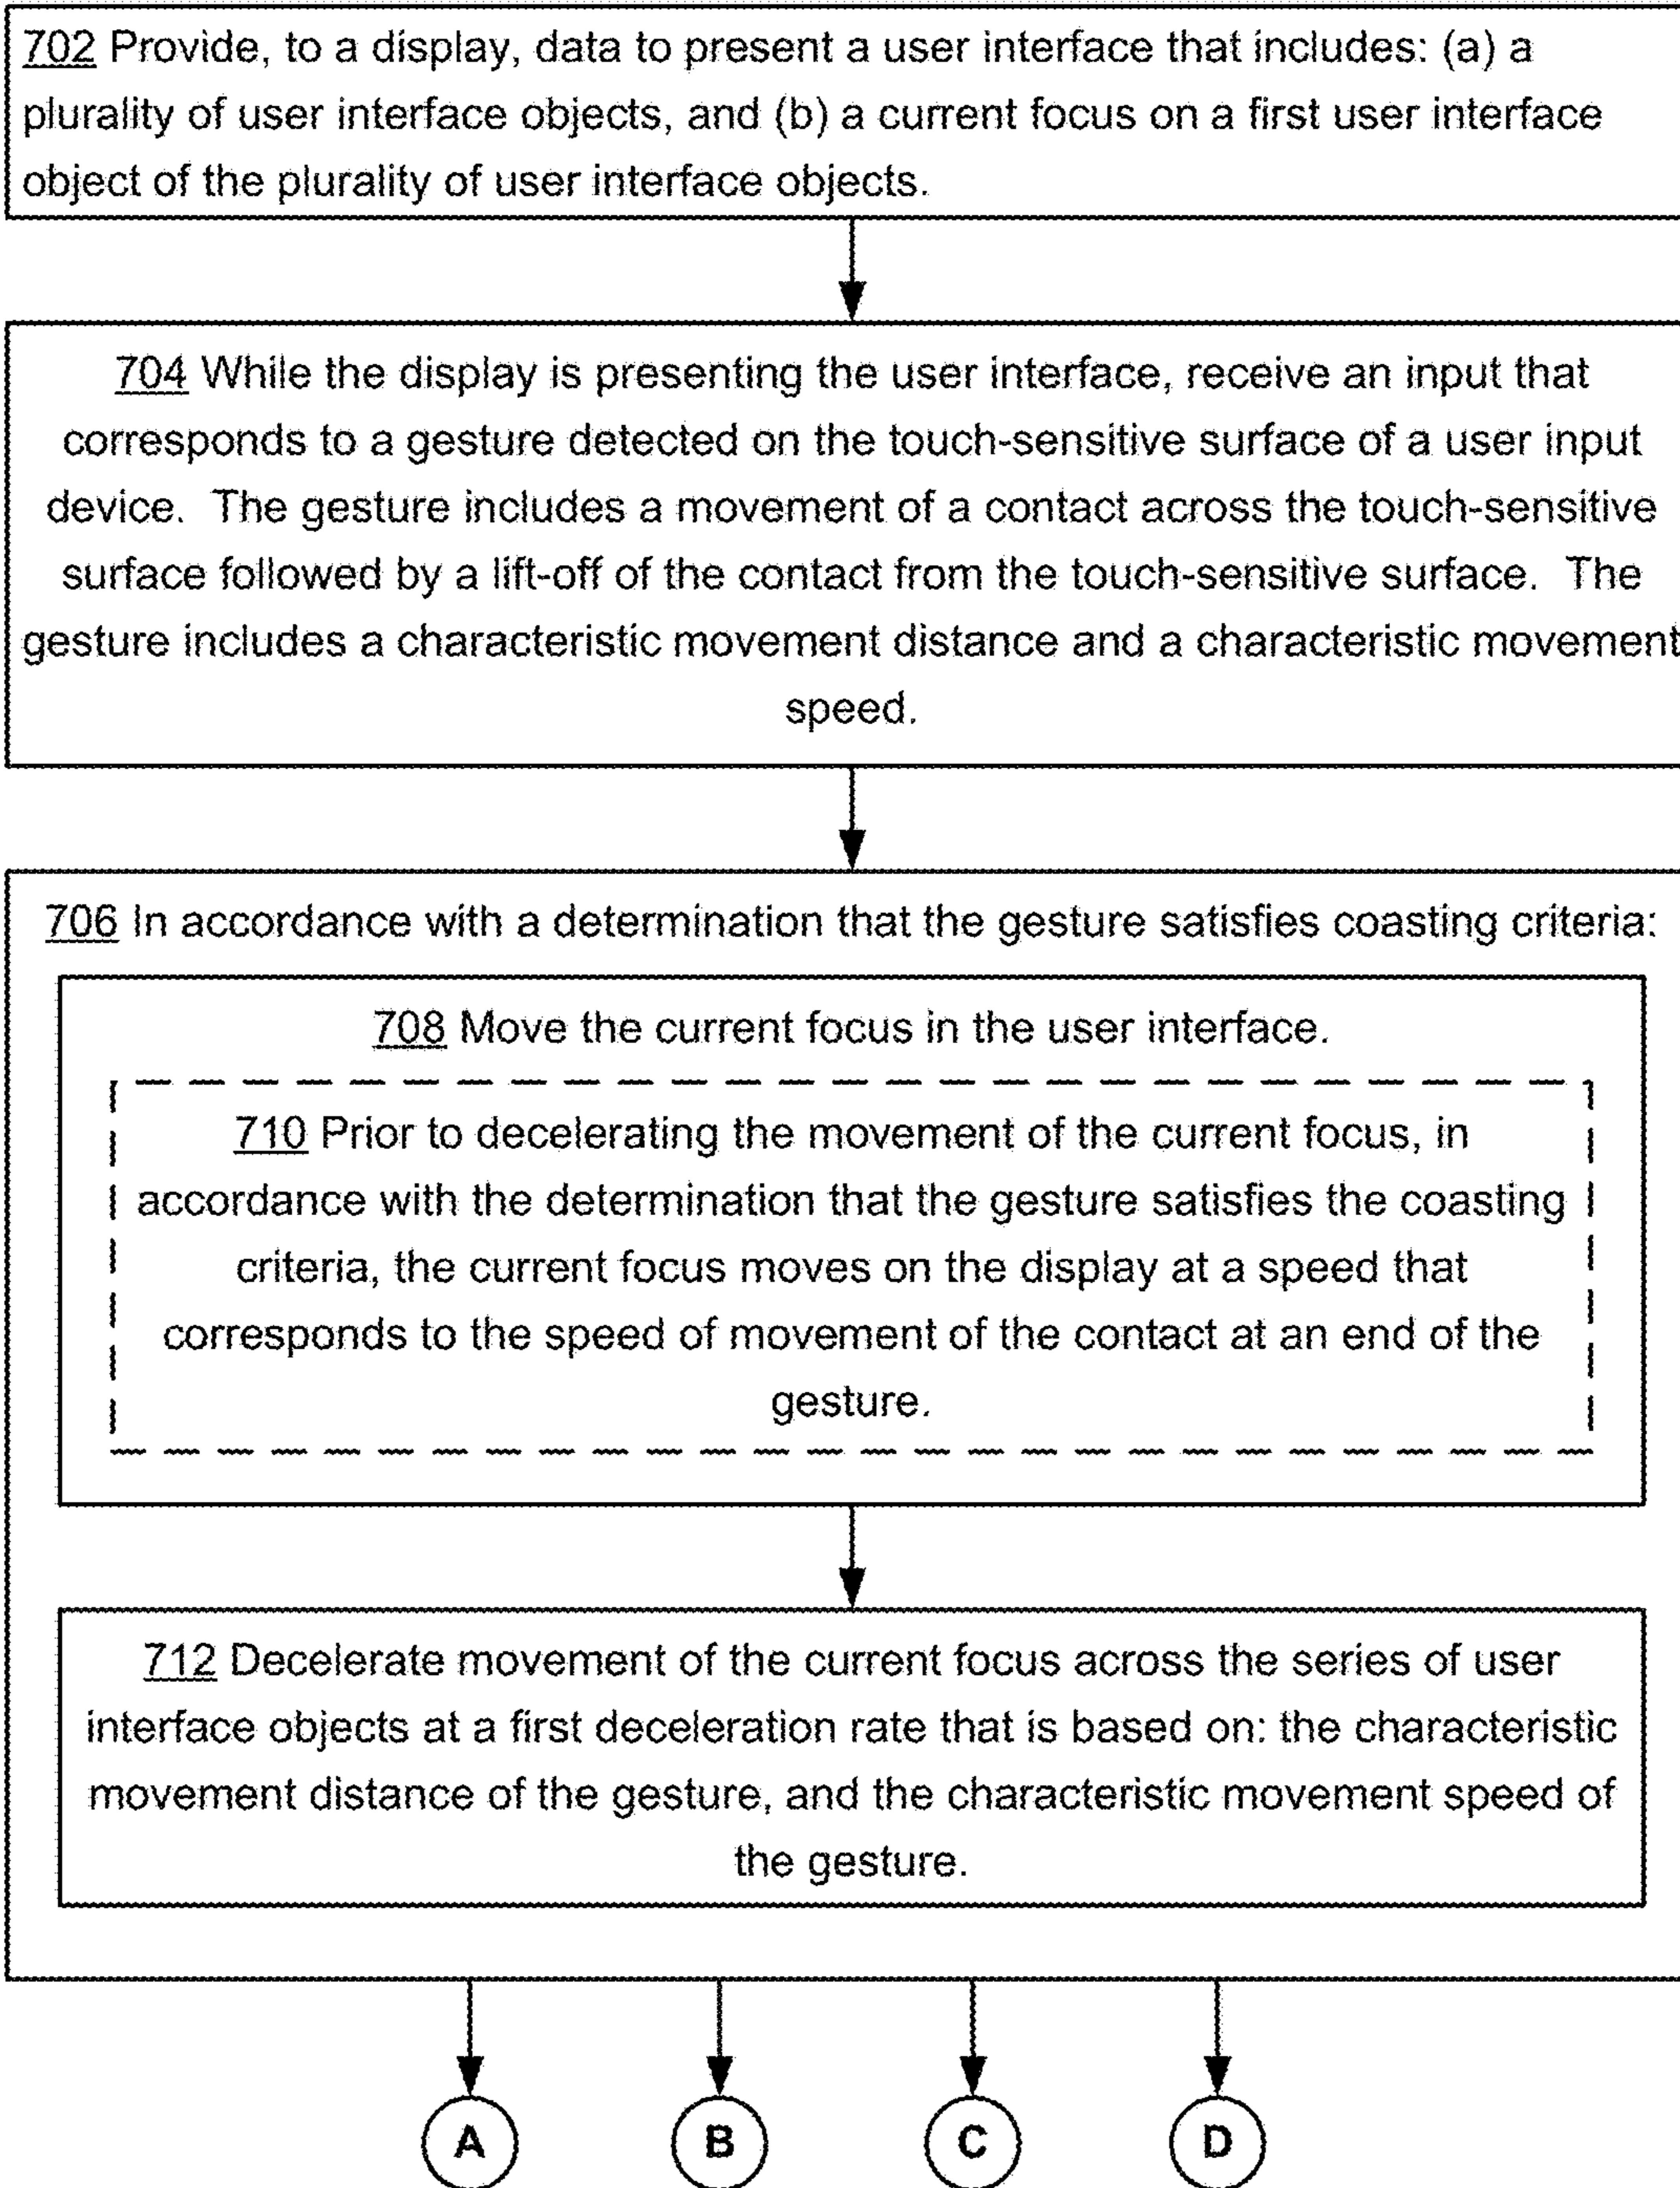 702 Provide, to a display, data to present a user interface that includes: (a) a
plurality of user interface objects, and (b) a current focus on a first user interface
object of the plurality of user interface objects.
704 While the display is presenting the user interface, receive an input that
corresponds to a gesture detected on the touch-sensitive surface of a user input
device. The gesture includes a movement of a contact across the touch-sensitive
surface followed by a lift-off of the contact from the touch-sensitive surface. The
gesture includes a characteristic movement distance and a characteristic movement
speed.
706 In accordance with a determination that the gesture satisfies coasting criteria:
708 Move the current focus in the user interface.
710 Prior to decelerating the movement of the current focus, in
accordance with the determination that the gesture satisfies the coasting
criteria, the current focus moves on the display at a speed that
corresponds to the speed of movement of the contact at an end of the
gesture.
712 Decelerate movement of the current focus across the series of user
interface objects at a first deceleration rate that is based on: the characteristic
movement distance of the gesture, and the characteristic movement speed of
the gesture.
A B C D